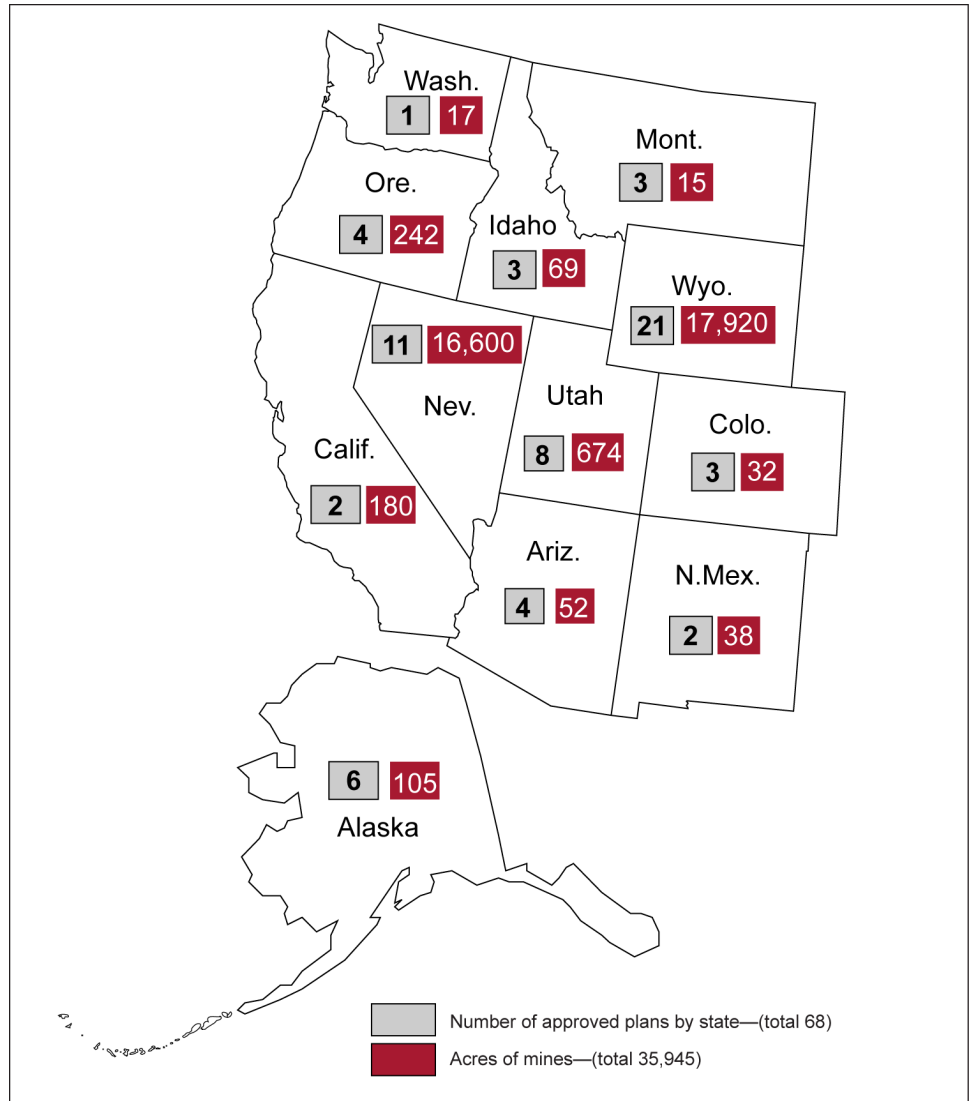 Wash.
1 17
Mont.
3 15
Ore.
4 242
Idaho
3 69
Wyo.
21 17,920
11 16,600
Nev.
Utah
8 674
Colo.
3 32
Calif.
2 180
Ariz.
4 52
N.Mex.
2 38
6 105
Alaska
Number of approved plans by state—(total 68)
Acres of mines—(total 35,945)